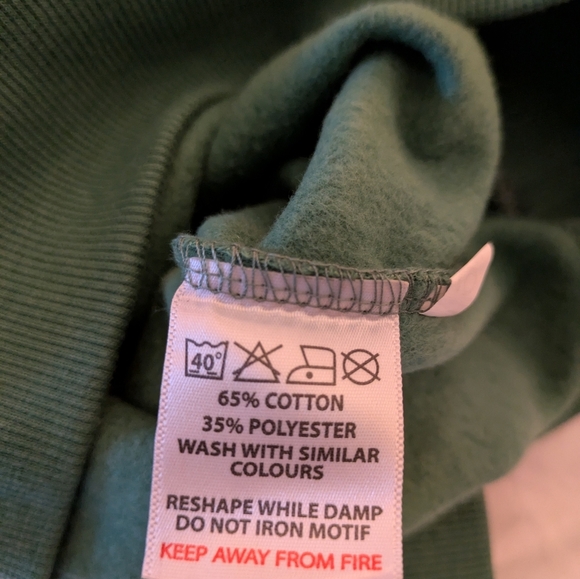 40°
65% COTTON
35% POLYESTER
WASH WITH SIMILAR
COLOURS
RESHAPE WHILE DAMP
DO NOT IRON MOTIF
KEEP AWAY FROM FIRE